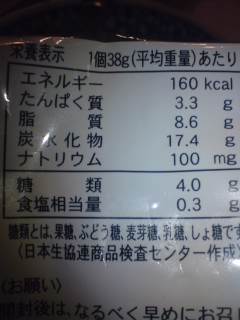 栄養表示 1個38g(平均重量)あたり
エネルギー 160 kcal
たんぱく質 3.3 g
脂質 8.6 g
炭水化物 17.4 g
ナトリウム 100 mg
糖類 4.0 g
食塩相当量 0.3 g
糖類とは、果糖、ぶどう糖、麦芽糖、乳糖、しょ糖で
(日本生協連商品検査センター作成)
〈お願い〉
開封後は、なるべく早めにお召し